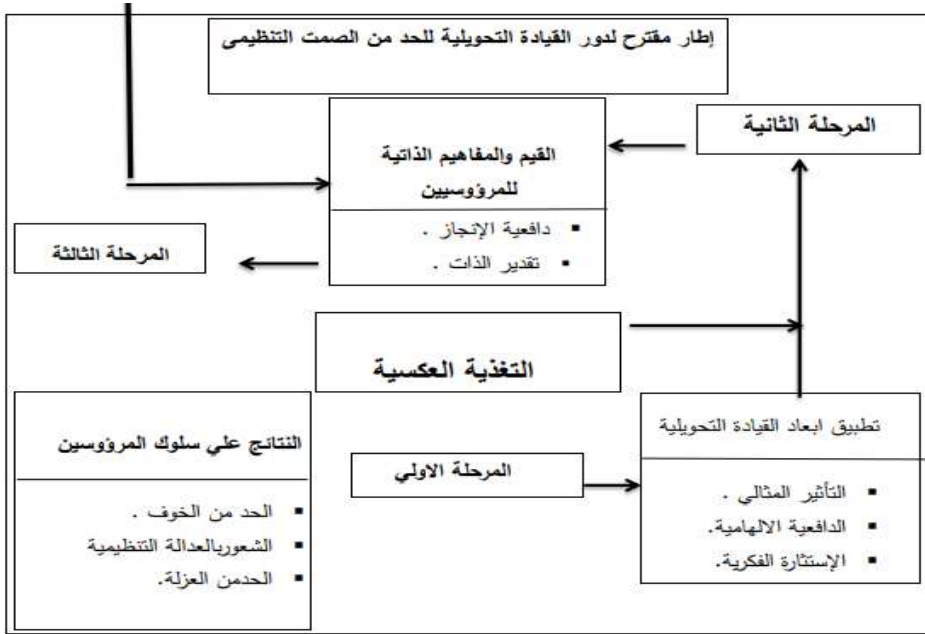 إطار مقترح لدور القيادة التحويلية للحد من الصمت التنظيمى
المرحلة الثانية
القيم والمفاهيم الذاتية
للمرؤوسيين
▪ دافعية الإنجاز .
▪ تقدير الذات .
المرحلة الثالثة
التغذية العكسية
تطبيق ابعاد القيادة التحويلية
▪ التأثير المثالي .
▪ الدافعية الالهامية.
▪ الإستثارة الفكرية.
المرحلة الاولي
النتائج علي سلوك المرؤوسين
▪ الحد من الخوف .
▪ الشعوربالعدالة التنظيمية
▪ الحدمن العزلة.